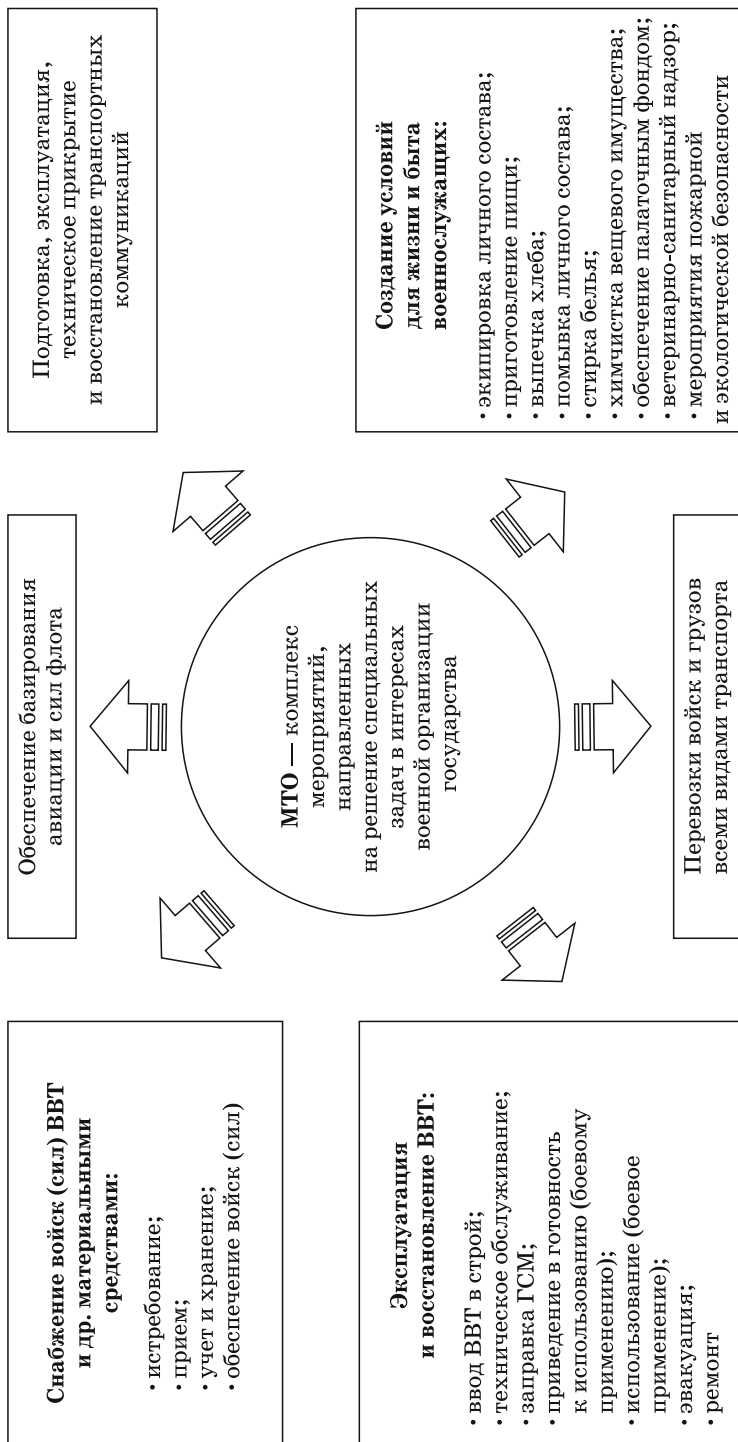 Снабжение войск (сил) ВВТ
и др. материальными
средствами:
• истребование;
• прием;
• учет и хранение;
• обеспечение войск (сил)
Обеспечение базирования
авиации и сил флота
Подготовка, эксплуатация,
техническое прикрытие
и восстановление транспортных
коммуникаций
МТО — комплекс
мероприятий,
направленных
на решение специальных
задач в интересах
военной организации
государства
Эксплуатация
и восстановление ВВТ:
• ввод ВВТ в строй;
• техническое обслуживание;
• заправка ГСМ;
• приведение в готовность
к использованию (боевому
применению);
• использование (боевое
применение);
• эвакуация;
• ремонт
Перевозки войск и грузов
всеми видами транспорта
Создание условий
для жизни и быта
военнослужащих:
• экипировка личного состава;
• приготовление пищи;
• выпечка хлеба;
• помывка личного состава;
• стирка белья;
• химчистка вещевого имущества;
• обеспечение палаточным фондом;
• ветеринарно-санитарный надзор;
• мероприятия пожарной
и экологической безопасности